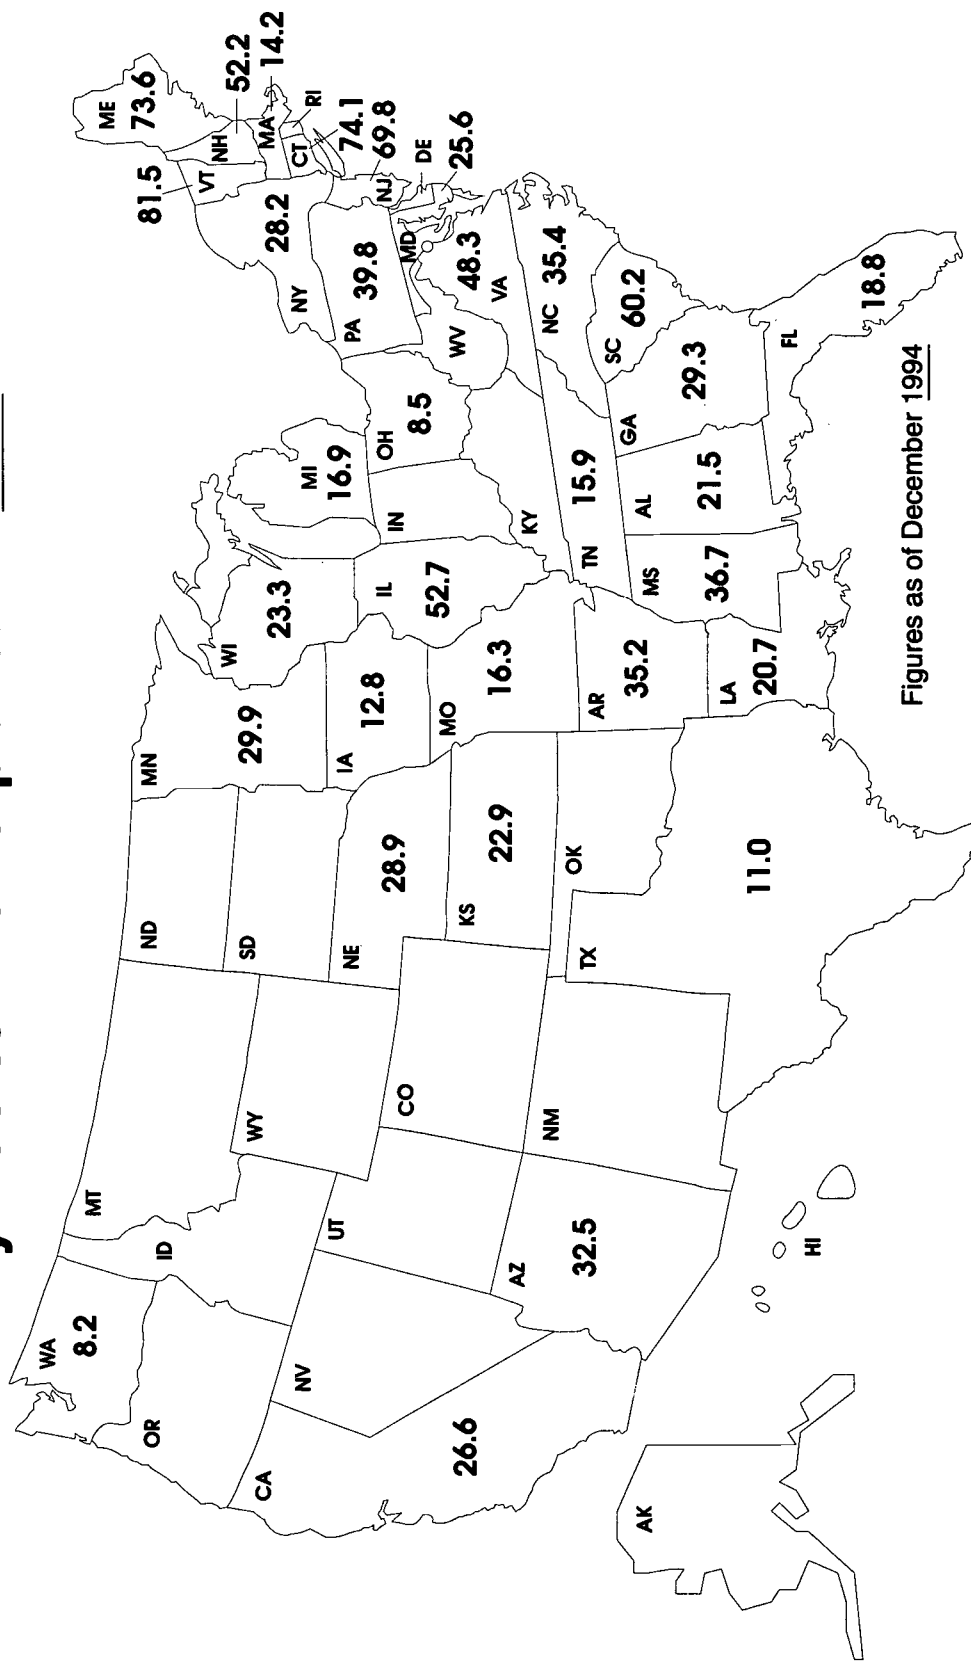 ME
73.6
81.5
VT
NH
52.2
MA
14.2
RI
CT
74.1
NY
28.2
NJ
69.8
PA
39.8
DE
25.6
MD
WA
8.2
MT
ND
MN
29.9
WI
23.3
MI
16.9
OR
ID
WY
SD
IA
12.8
IL
52.7
IN
OH
8.5
WV
VA
48.3
NV
UT
CO
NE
28.9
KS
22.9
MO
16.3
KY
TN
15.9
NC
35.4
CA
26.6
AZ
32.5
NM
OK
TX
11.0
AR
35.2
LA
20.7
MS
36.7
AL
21.5
GA
29.3
SC
60.2
FL
18.8
AK
HI
Figures as of December 1994